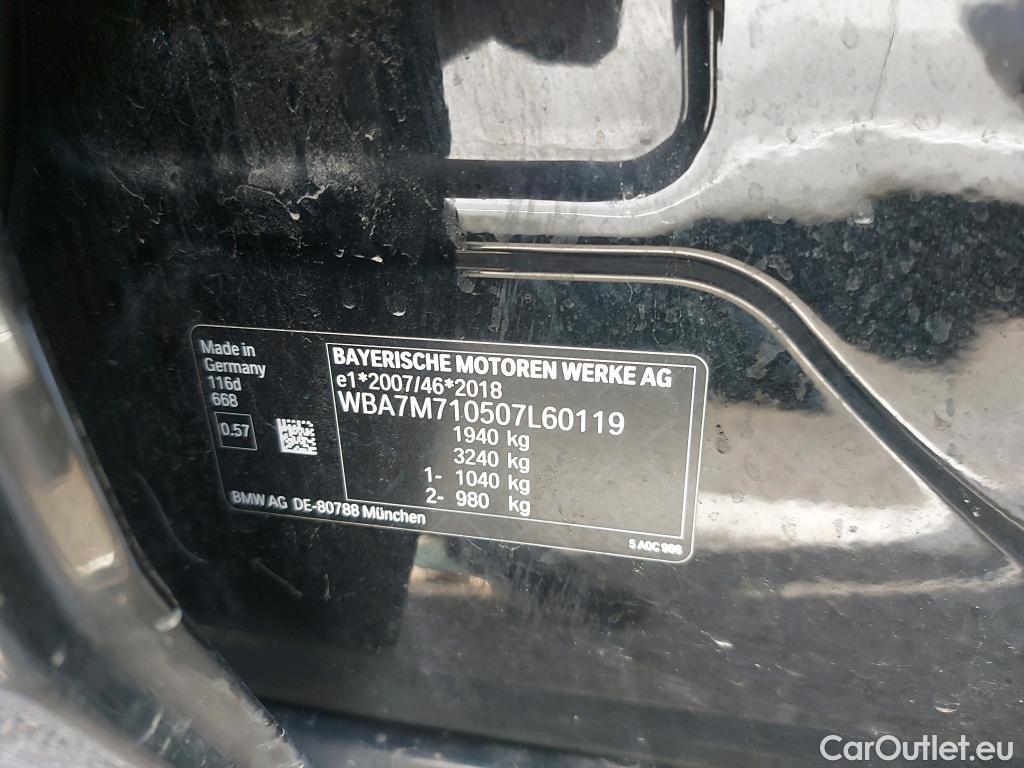 Made in
Germany
116d
668
0.57
BAYERISCHE MOTOREN WERKE AG
e1*2007/46*2018
WBA7M710507L60119
1940 kg
3240 kg
1- 1040 kg
2- 980 kg
BMW AG DE-80788 München
CarOutlet.eu